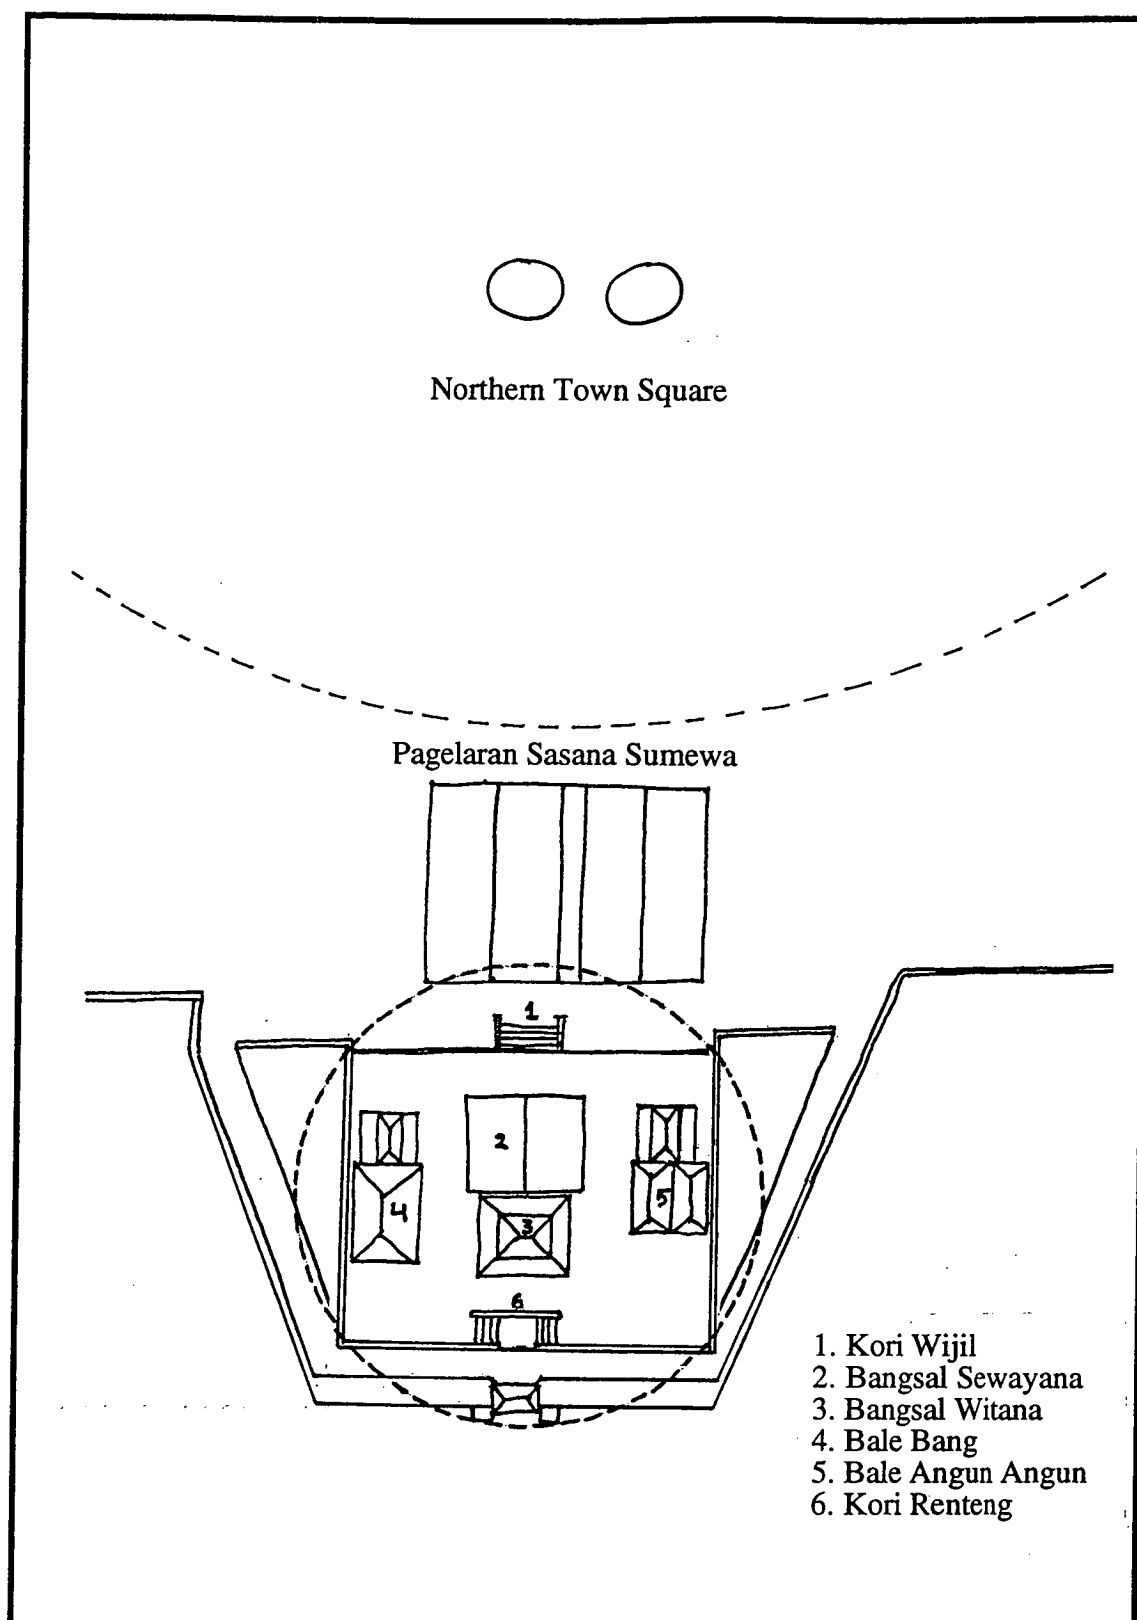 Northern Town Square
Pagelaran Sasana Sumewa
1
2
5
4
3
6
1. Kori Wijil
2. Bangsal Sewayana
3. Bangsal Witana
4. Bale Bang
5. Bale Angun Angun
6. Kori Renteng